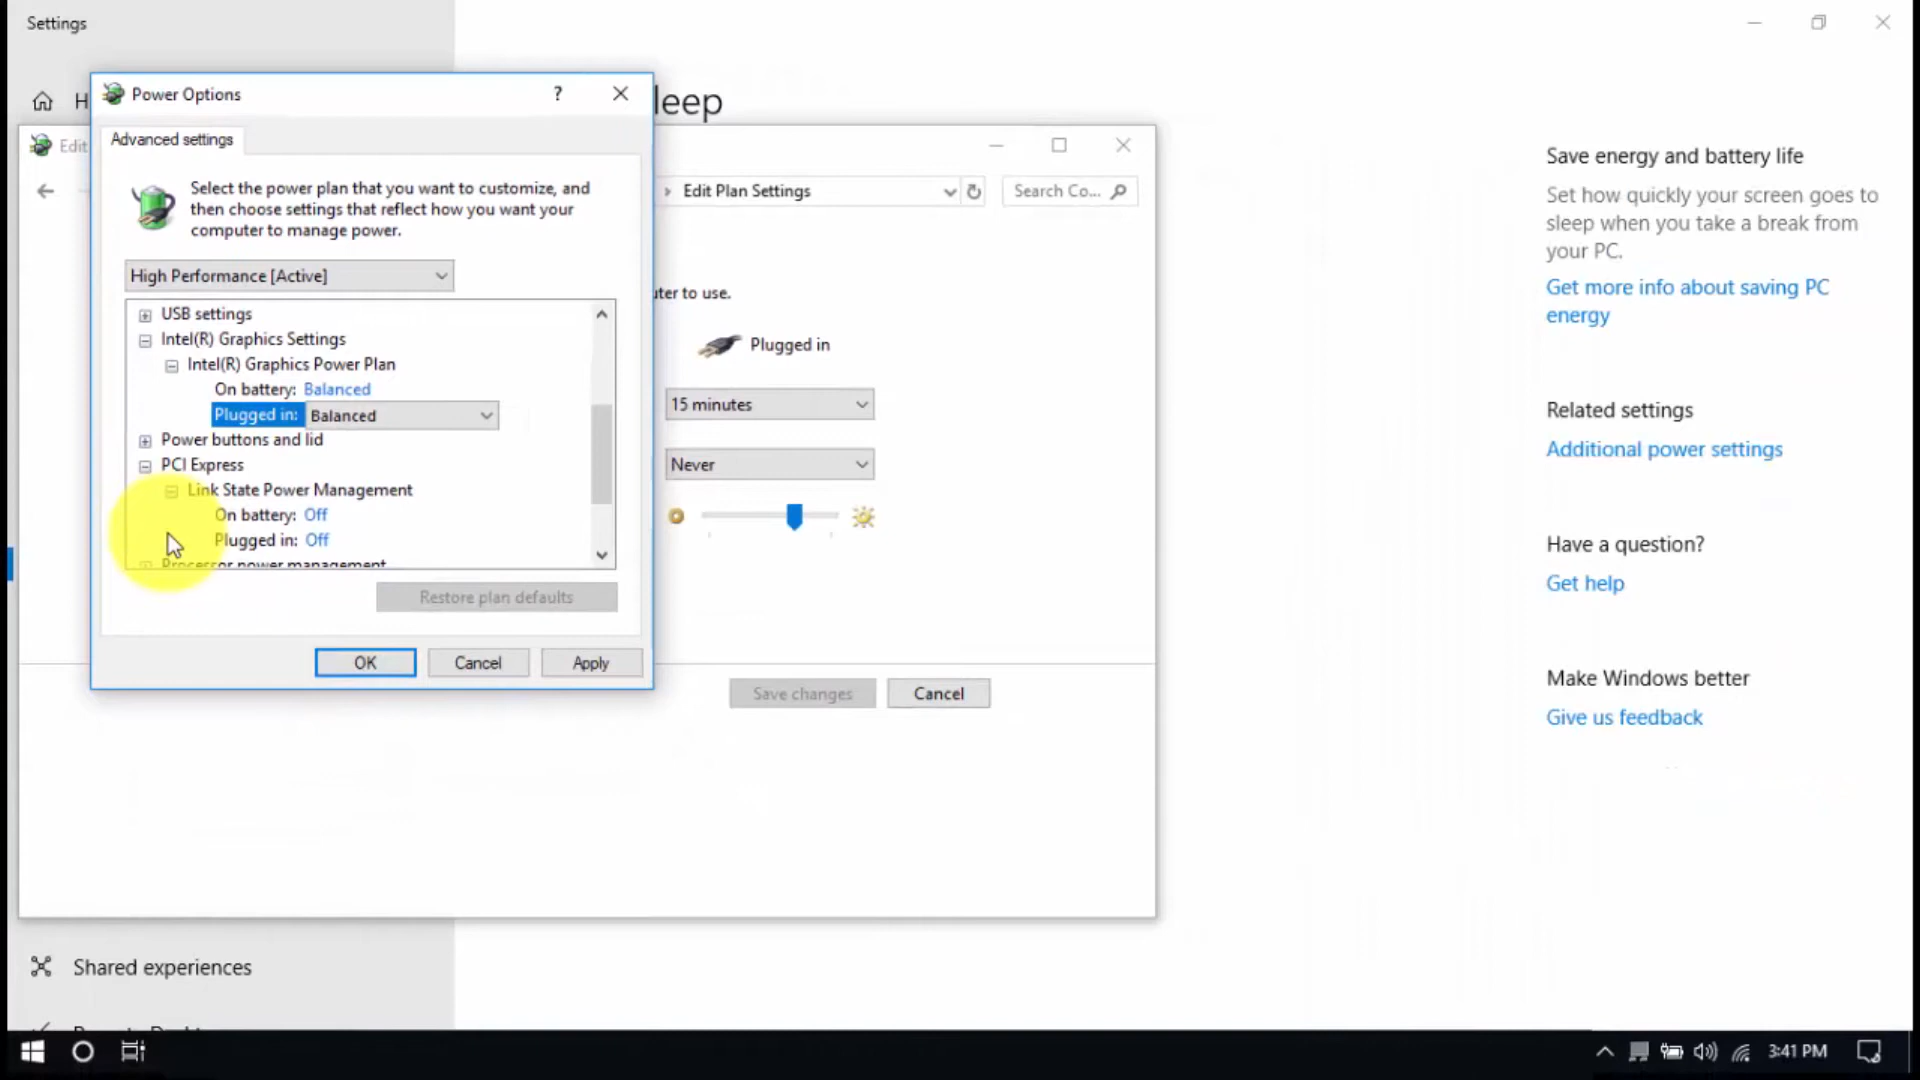 Settings
H
leep
Power Options
?
Advanced settings
Select the power plan that you want to customize, and
then choose settings that reflect how you want your
computer to manage power.
High Performance [Active]
USB settings
Intel(R) Graphics Settings
Intel(R) Graphics Power Plan
On battery: Balanced
Plugged in: Balanced
Power buttons and lid
PCI Express
Link State Power Management
On battery: Off
Plugged in: Off
Processor power management
Restore plan defaults
OK
Cancel
Apply
Edit
Edit Plan Settings
Search Co...
uter to use.
Plugged in
15 minutes
Never
Save changes
Cancel
Save energy and battery life
Set how quickly your screen goes to
sleep when you take a break from
your PC.
Get more info about saving PC
energy
Related settings
Additional power settings
Have a question?
Get help
Make Windows better
Give us feedback
Shared experiences
3:41 PM